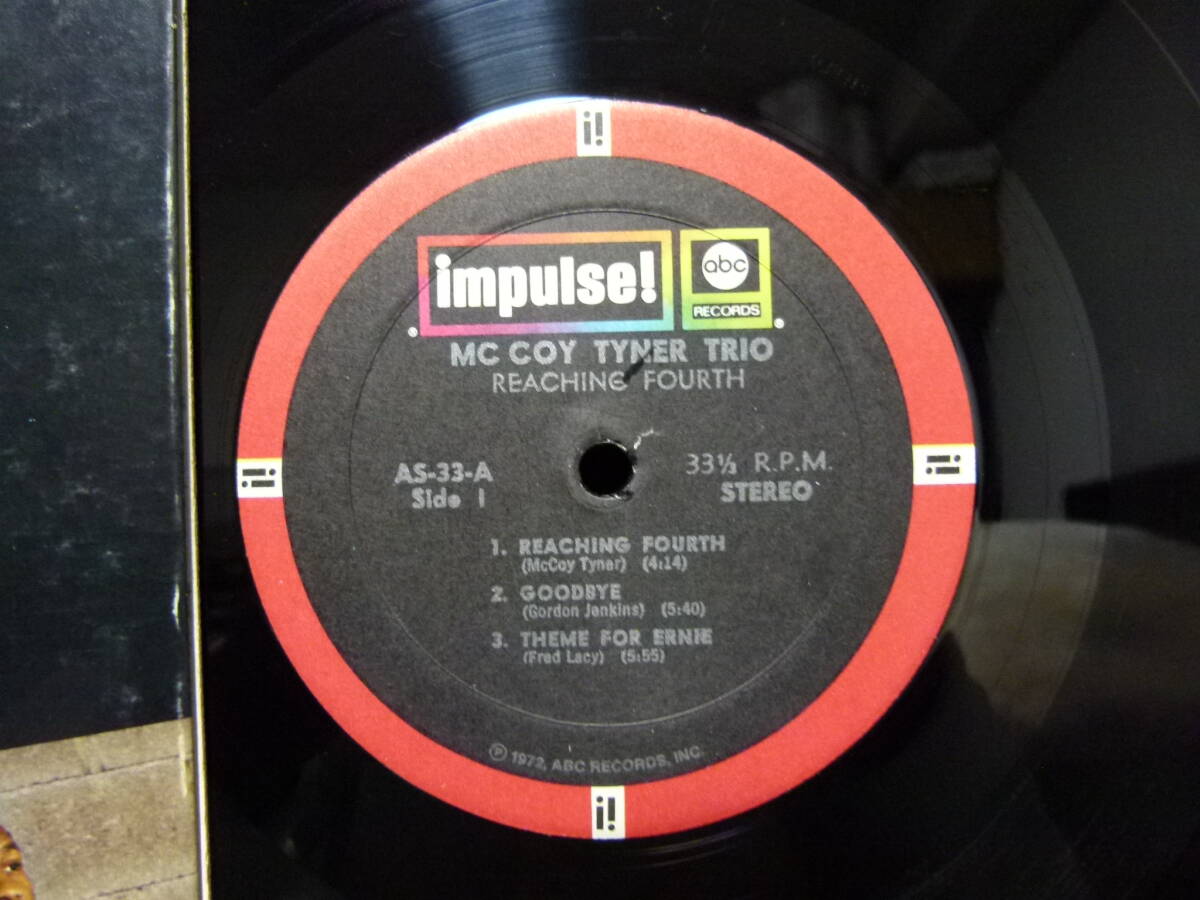 i!
impulse!
abc
RECORDS
®
®
MC COY TYNER TRIO
REACHING FOURTH
i!
i!
AS-33-A
Side 1
33⅓ R.P.M.
STEREO
1. REACHING FOURTH
(McCoy Tyner) (4:14)
2. GOODBYE
(Gordon Jenkins) (5:40)
3. THEME FOR ERNIE
(Fred Lacy) (5:55)
℗ 1972, ABC RECORDS, INC.
i!